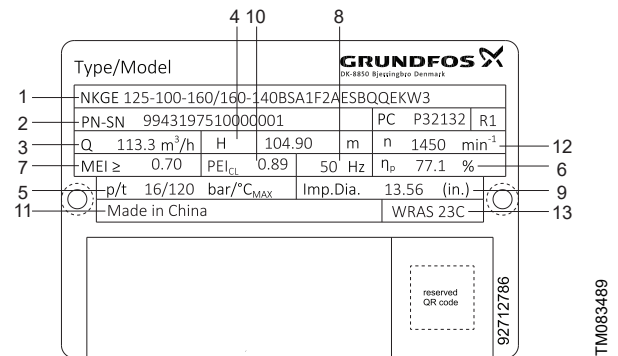 4 10 8
Type/Model GRUNDFOS
DK-8850 Bjerringbro Denmark
1 NKGE 125-100-160/160-140BSA1F2AESBQQEKW3
2 PN-SN 9943197510000001 PC P32132 R1
3 Q 113.3 m³/h H 104.90 m n 1450 min⁻¹ 12
7 MEI ≥ 0.70 PEI_CL 0.89 50 Hz η_p 77.1 % 6
5 p/t 16/120 bar/°C_MAX Imp.Dia. 13.56 (in.) 9
11 Made in China WRAS 23C 13
reserved
QR code
92712786
TM083489